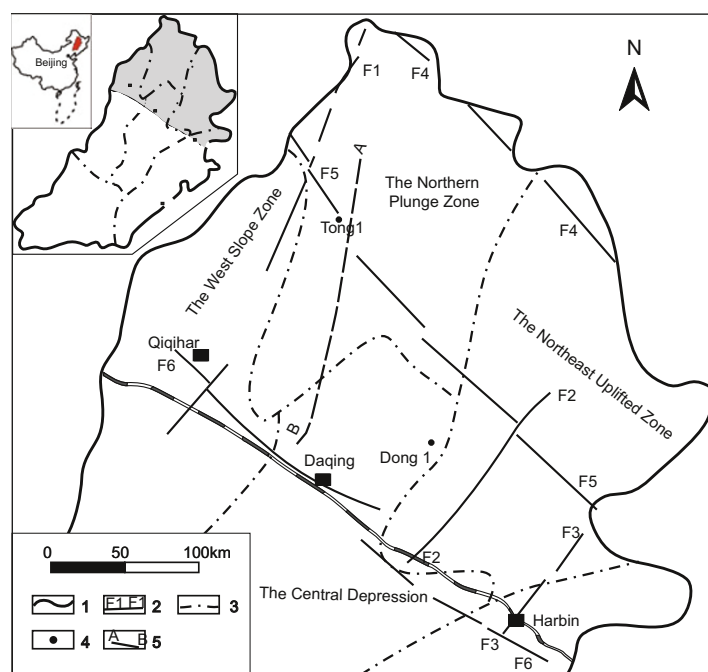 Beijing
N
F1
F4
A
F5
The Northern
Plunge Zone
Tong1
F4
The West Slope Zone
The Northeast Uplifted Zone
Qiqihar
F6
F2
B
Daqing
Dong 1
F5
F3
F2
The Central Depression
Harbin
F3
F6
0 50 100km
1 F1 F1 2 3
4 A B 5